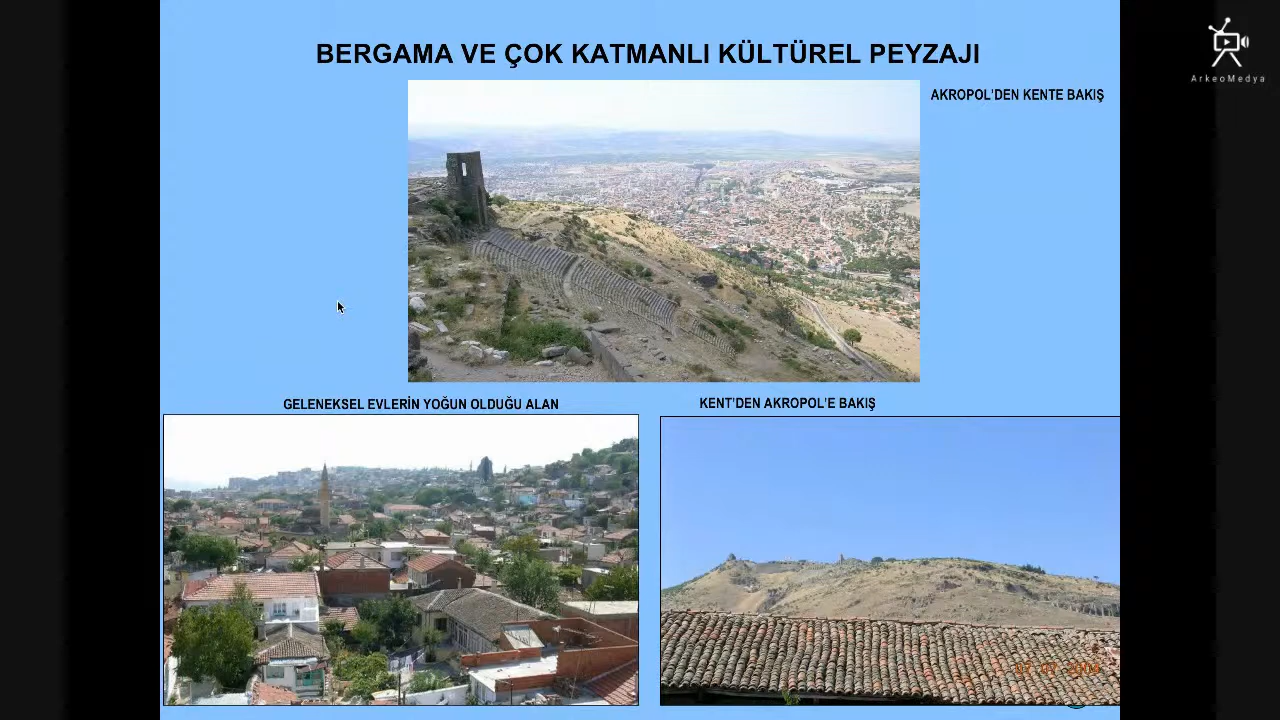 BERGAMA VE ÇOK KATMANLI KÜLTÜREL PEYZAJI
ArkeoMedya
AKROPOL'DEN KENTE BAKIŞ
GELENEKSEL EVLERİN YOĞUN OLDUĞU ALAN
KENT'DEN AKROPOL'E BAKIŞ